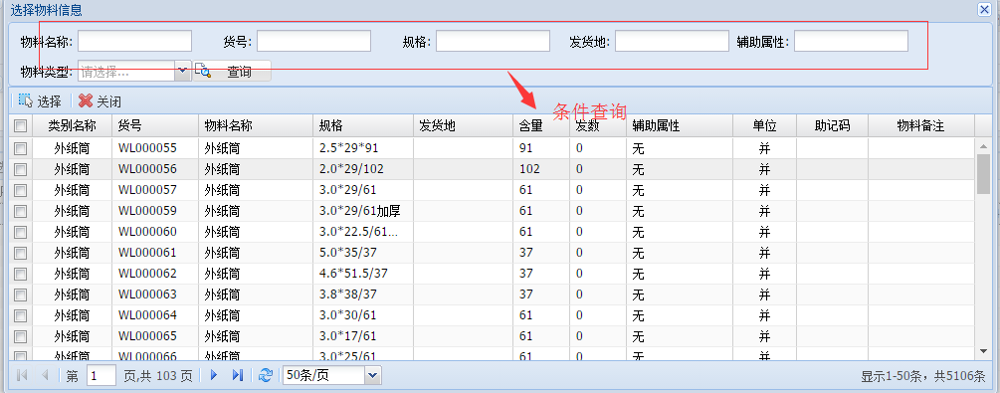 选择物料信息
物料名称: 货号: 规格: 发货地: 辅助属性:
物料类型: 请选择... 查询
选择 关闭
条件查询
类别名称 货号 物料名称 规格 发货地 含量 发数 辅助属性 单位 助记码 物料备注
外纸筒 WL000055 外纸筒 2.5*29*91 91 0 无 并
外纸筒 WL000056 外纸筒 2.0*29/102 102 0 无 并
外纸筒 WL000057 外纸筒 3.0*29/61 61 0 无 并
外纸筒 WL000059 外纸筒 3.0*29/61加厚 61 0 无 并
外纸筒 WL000060 外纸筒 3.0*22.5/61... 61 0 无 并
外纸筒 WL000061 外纸筒 5.0*35/37 37 0 无 并
外纸筒 WL000062 外纸筒 4.6*51.5/37 37 0 无 并
外纸筒 WL000063 外纸筒 3.8*38/37 37 0 无 并
外纸筒 WL000064 外纸筒 3.0*30/61 61 0 无 并
外纸筒 WL000065 外纸筒 3.0*17/61 61 0 无 并
外纸筒 WL000066 外纸筒 3.0*25/61 61 0 无 并
第 1 页,共 103 页 50条/页 显示1-50条，共5106条